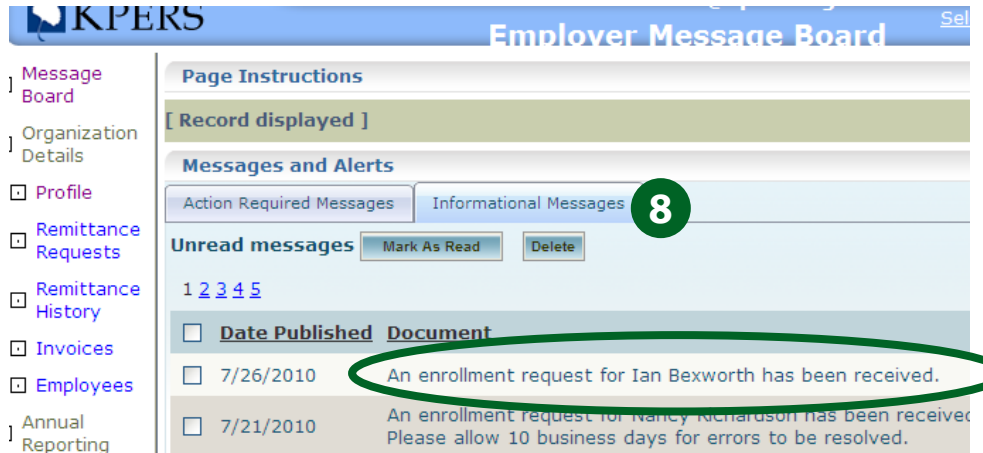 KPERS
Sel
Employer Message Board
Message
Board
Organization
Details
Profile
Remittance
Requests
Remittance
History
Invoices
Employees
Annual
Reporting
Page Instructions
[ Record displayed ]
Messages and Alerts
Action Required Messages Informational Messages 8
Unread messages Mark As Read Delete
1 2 3 4 5
Date Published Document
7/26/2010 An enrollment request for Ian Bexworth has been received.
7/21/2010 An enrollment request for Nancy Richardson has been received
Please allow 10 business days for errors to be resolved.